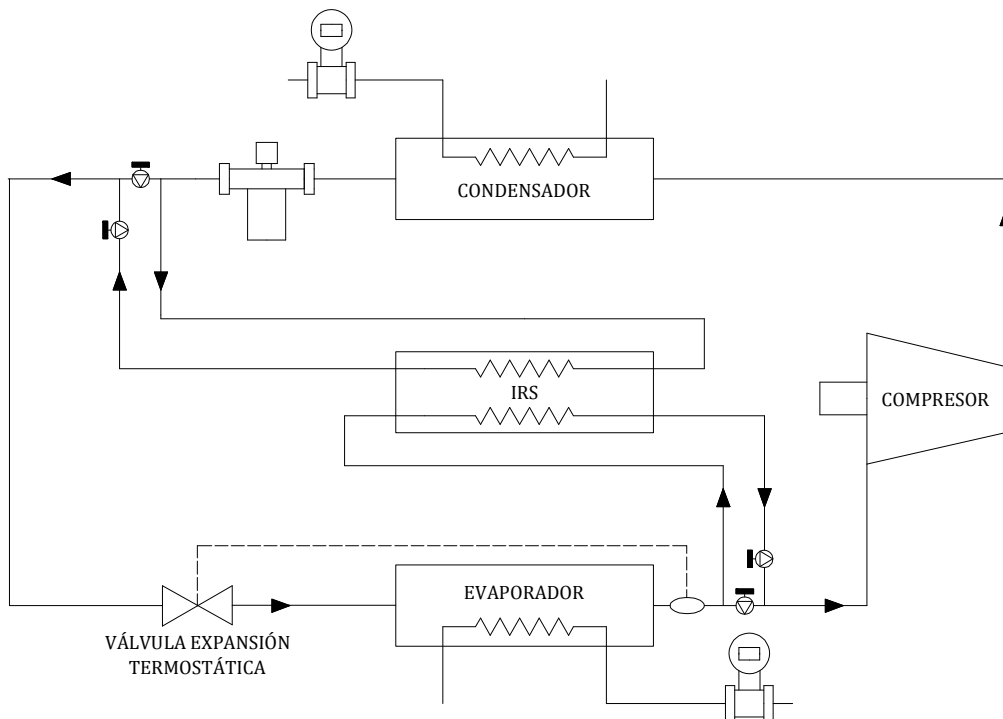 CONDENSADOR
IRS
COMPRESOR
EVAPORADOR
VÁLVULA EXPANSIÓN
TERMOSTÁTICA